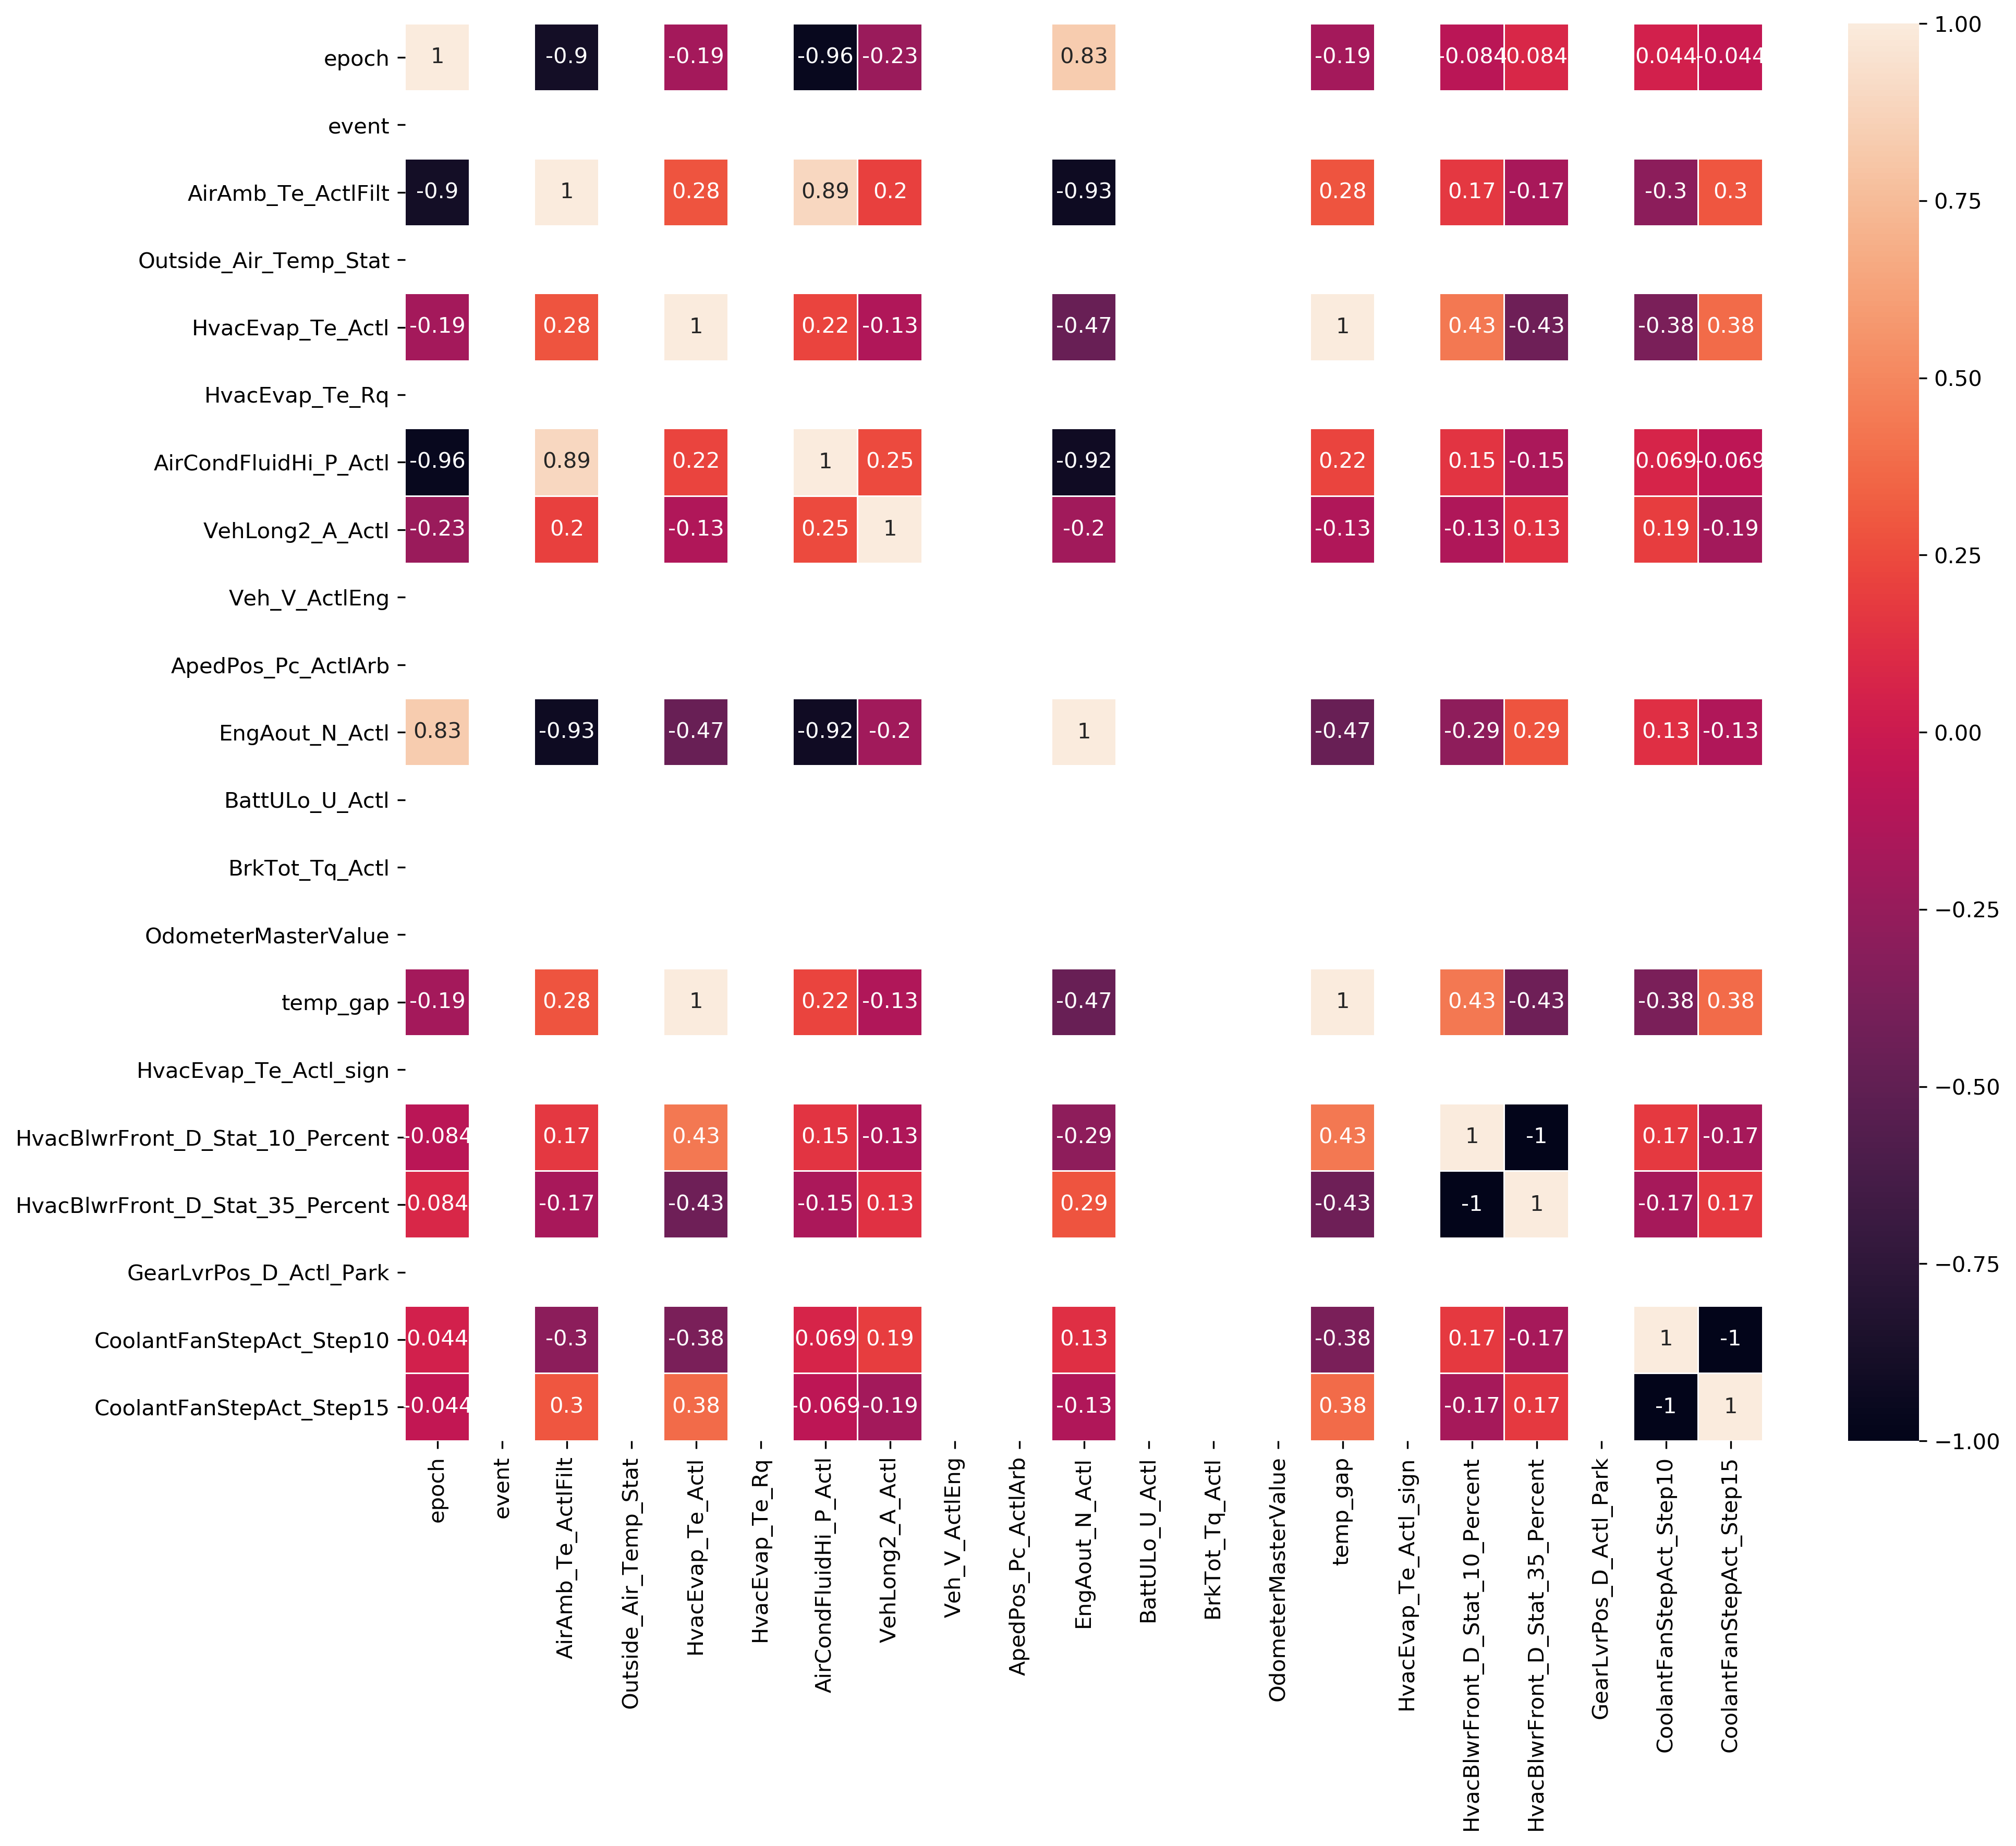 epoch 1 -0.9 -0.19 -0.96 -0.23 0.83 -0.19 -0.084 0.084 0.044 -0.044
event
AirAmb_Te_ActlFilt -0.9 1 0.28 0.89 0.2 -0.93 0.28 0.17 -0.17 -0.3 0.3
Outside_Air_Temp_Stat
HvacEvap_Te_Actl -0.19 0.28 1 0.22 -0.13 -0.47 1 0.43 -0.43 -0.38 0.38
HvacEvap_Te_Rq
AirCondFluidHi_P_Actl -0.96 0.89 0.22 1 0.25 -0.92 0.22 0.15 -0.15 0.069 -0.069
VehLong2_A_Actl -0.23 0.2 -0.13 0.25 1 -0.2 -0.13 -0.13 0.13 0.19 -0.19
Veh_V_ActlEng
ApedPos_Pc_ActlArb
EngAout_N_Actl 0.83 -0.93 -0.47 -0.92 -0.2 1 -0.47 -0.29 0.29 0.13 -0.13
BattULo_U_Actl
BrkTot_Tq_Actl
OdometerMasterValue
temp_gap -0.19 0.28 1 0.22 -0.13 -0.47 1 0.43 -0.43 -0.38 0.38
HvacEvap_Te_Actl_sign
HvacBlwrFront_D_Stat_10_Percent -0.084 0.17 0.43 0.15 -0.13 -0.29 0.43 1 -1 0.17 -0.17
HvacBlwrFront_D_Stat_35_Percent 0.084 -0.17 -0.43 -0.15 0.13 0.29 -0.43 -1 1 -0.17 0.17
GearLvrPos_D_Actl_Park
CoolantFanStepAct_Step10 0.044 -0.3 -0.38 0.069 0.19 0.13 -0.38 0.17 -0.17 1 -1
CoolantFanStepAct_Step15 -0.044 0.3 0.38 -0.069 -0.19 -0.13 0.38 -0.17 0.17 -1 1
epoch
event
AirAmb_Te_ActlFilt
Outside_Air_Temp_Stat
HvacEvap_Te_Actl
HvacEvap_Te_Rq
AirCondFluidHi_P_Actl
VehLong2_A_Actl
Veh_V_ActlEng
ApedPos_Pc_ActlArb
EngAout_N_Actl
BattULo_U_Actl
BrkTot_Tq_Actl
OdometerMasterValue
temp_gap
HvacEvap_Te_Actl_sign
HvacBlwrFront_D_Stat_10_Percent
HvacBlwrFront_D_Stat_35_Percent
GearLvrPos_D_Actl_Park
CoolantFanStepAct_Step10
CoolantFanStepAct_Step15
1.00
0.75
0.50
0.25
0.00
−0.25
−0.50
−0.75
−1.00